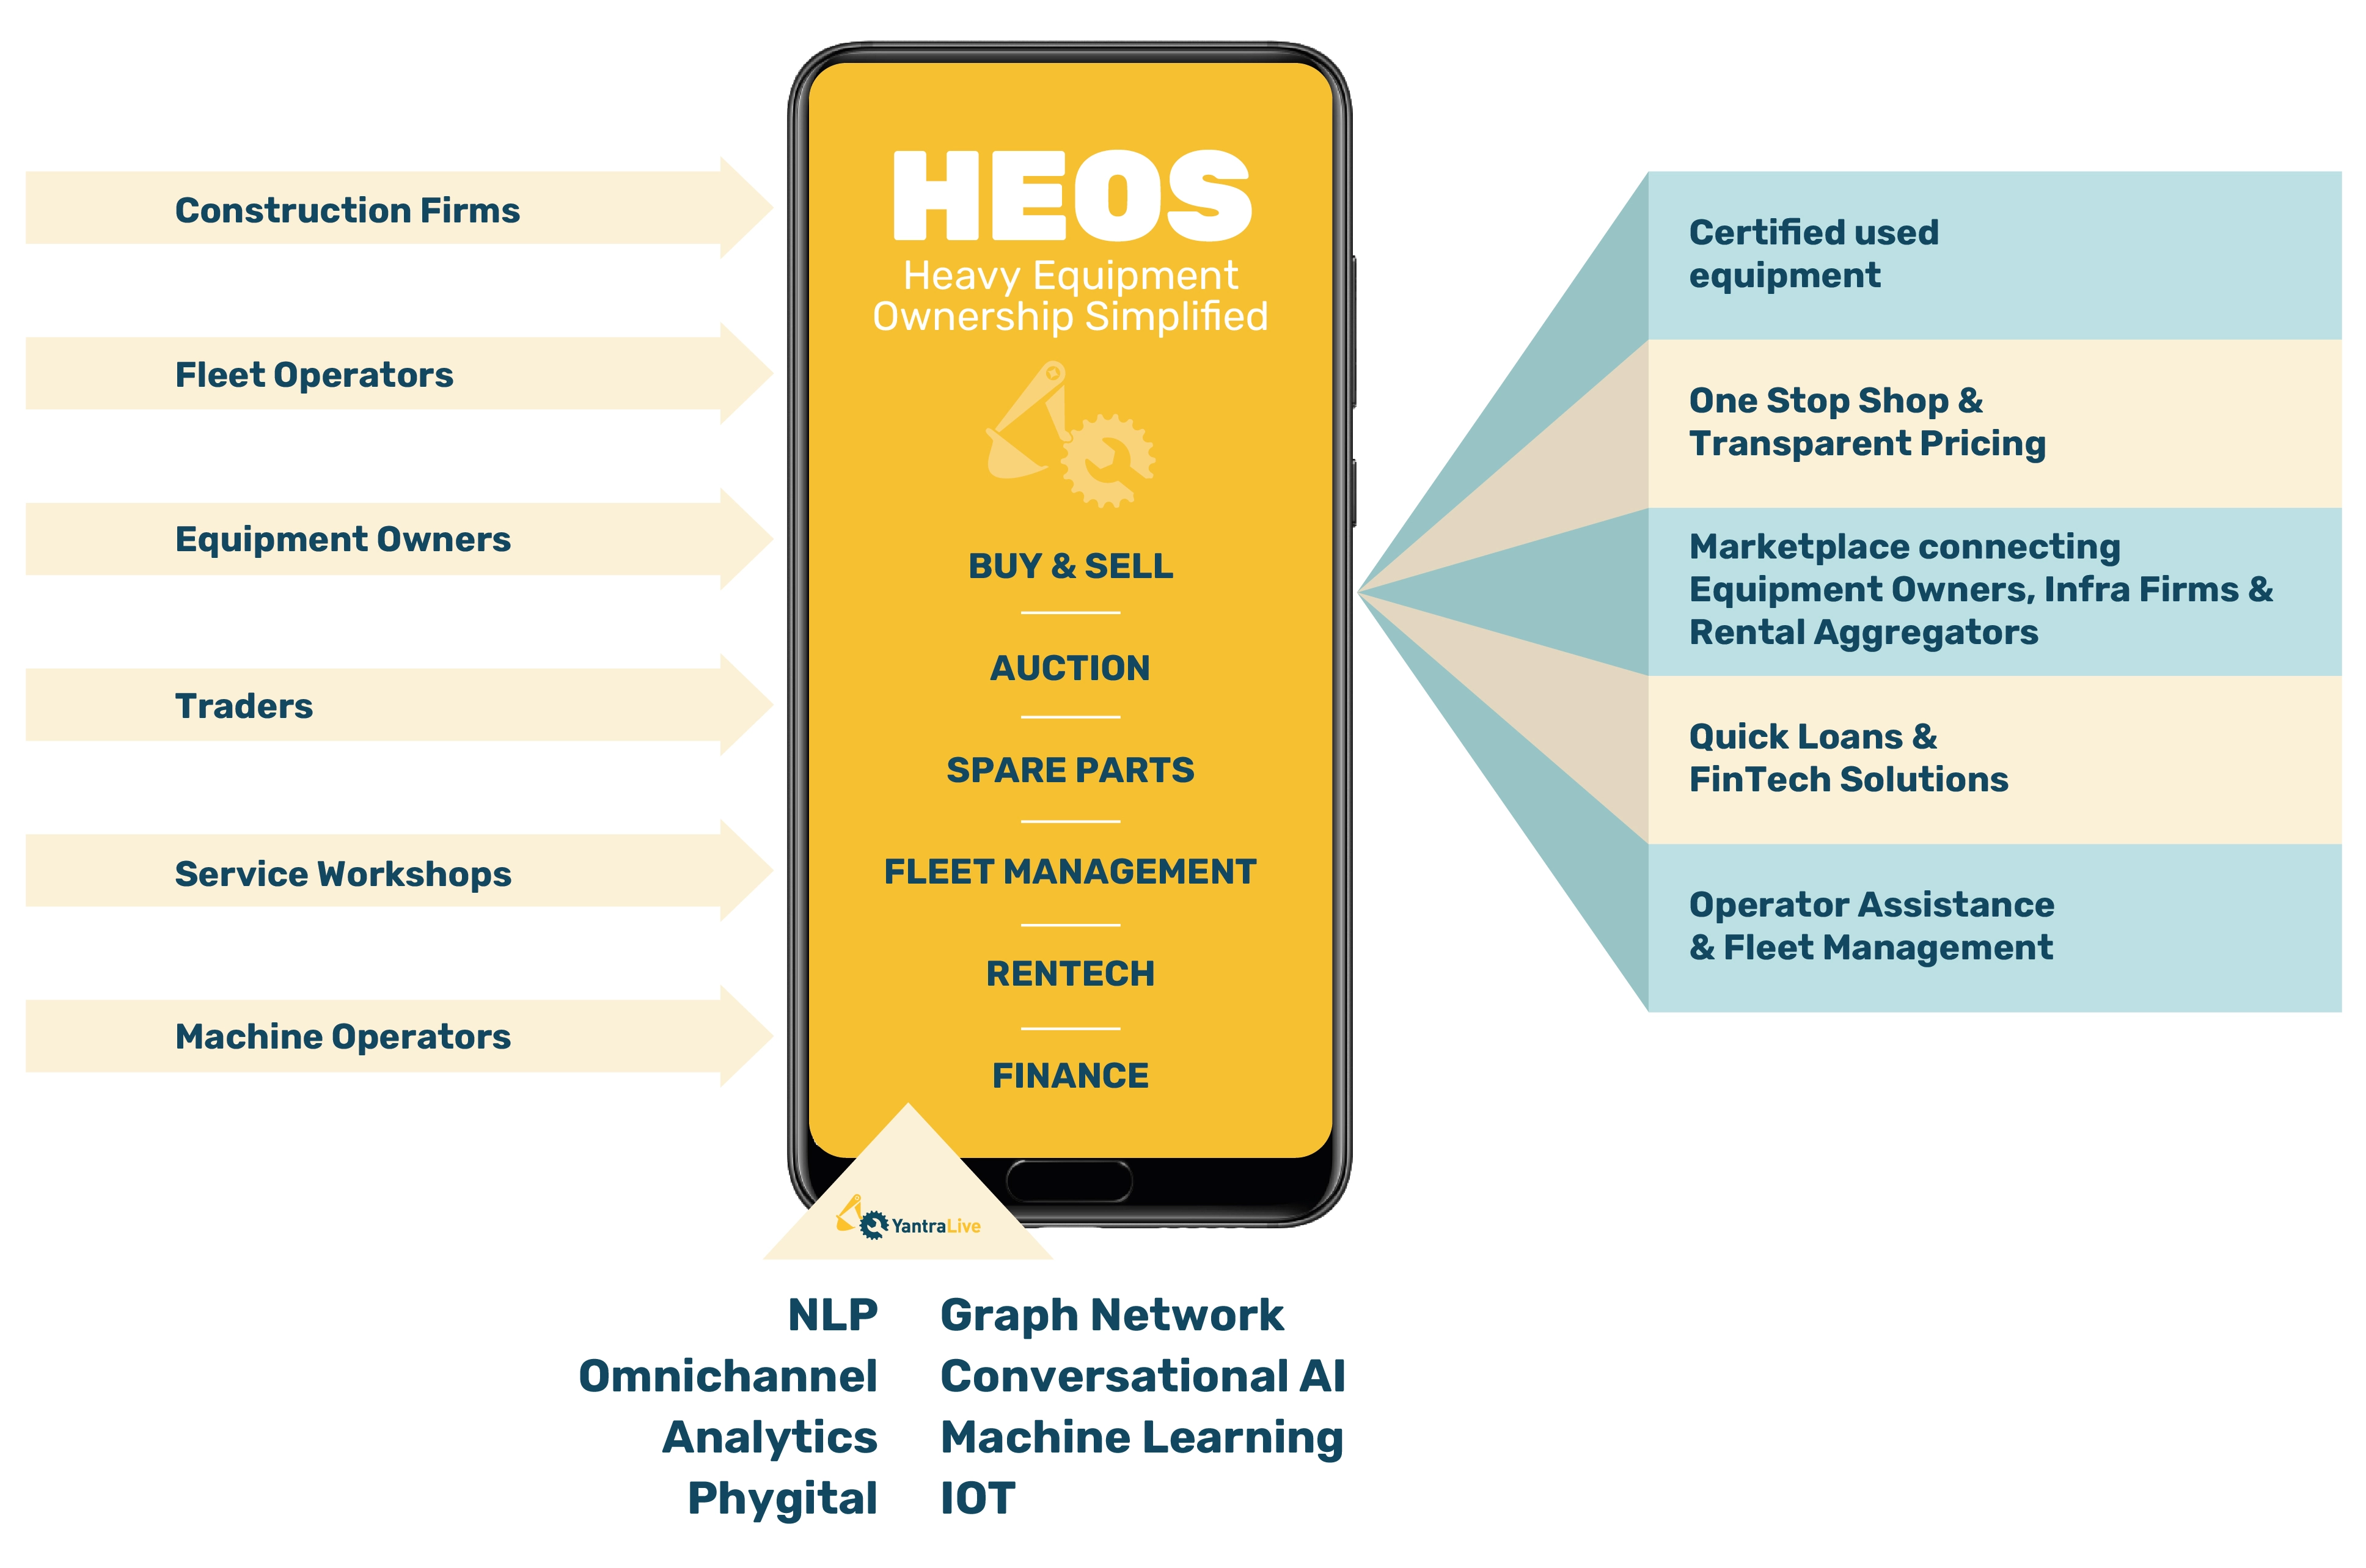 Construction Firms
Fleet Operators
Equipment Owners
Traders
Service Workshops
Machine Operators
HEOS
Heavy Equipment
Ownership Simplified
BUY & SELL
AUCTION
SPARE PARTS
FLEET MANAGEMENT
RENTECH
FINANCE
YantraLive
Certified used
equipment
One Stop Shop &
Transparent Pricing
Marketplace connecting
Equipment Owners, Infra Firms &
Rental Aggregators
Quick Loans &
FinTech Solutions
Operator Assistance
& Fleet Management
NLP
Omnichannel
Analytics
Phygital
Graph Network
Conversational AI
Machine Learning
IOT